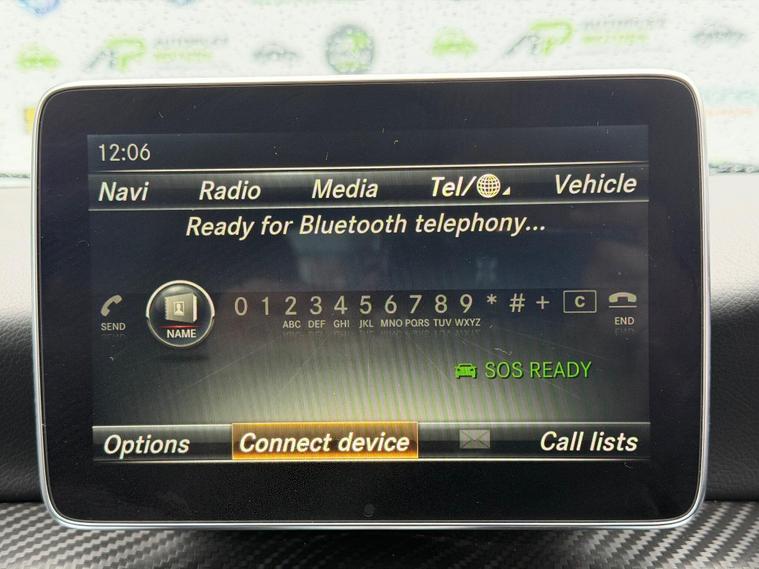 12:06
Navi Radio Media Tel/ Vehicle
Ready for Bluetooth telephony...
SEND NAME 0 1 2 3 4 5 6 7 8 9 * # + C END
ABC DEF GHI JKL MNO PQRS TUV WXYZ
SOS READY
Options Connect device Call lists